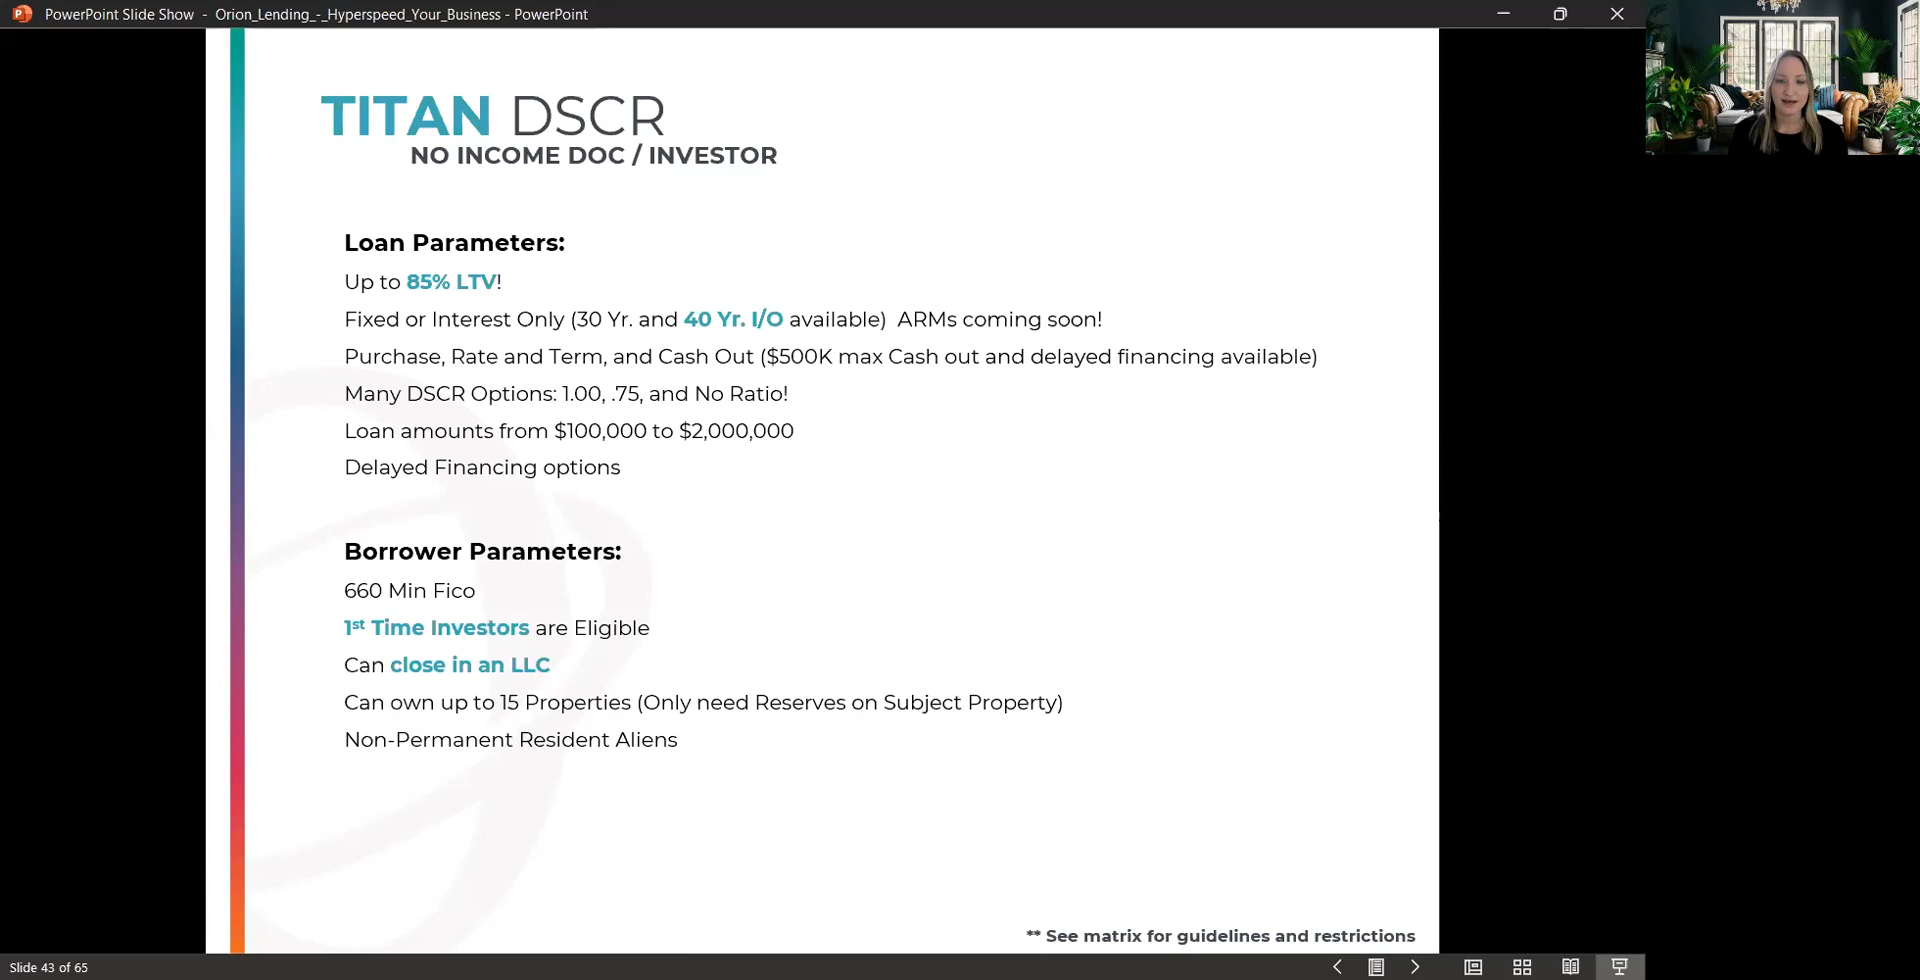 PowerPoint Slide Show - Orion_Lending_-_Hyperspeed_Your_Business - PowerPoint
TITAN DSCR
NO INCOME DOC / INVESTOR
Loan Parameters:
Up to 85% LTV!
Fixed or Interest Only (30 Yr. and 40 Yr. I/O available) ARMs coming soon!
Purchase, Rate and Term, and Cash Out ($500K max Cash out and delayed financing available)
Many DSCR Options: 1.00, .75, and No Ratio!
Loan amounts from $100,000 to $2,000,000
Delayed Financing options
Borrower Parameters:
660 Min Fico
1st Time Investors are Eligible
Can close in an LLC
Can own up to 15 Properties (Only need Reserves on Subject Property)
Non-Permanent Resident Aliens
** See matrix for guidelines and restrictions
Slide 43 of 65